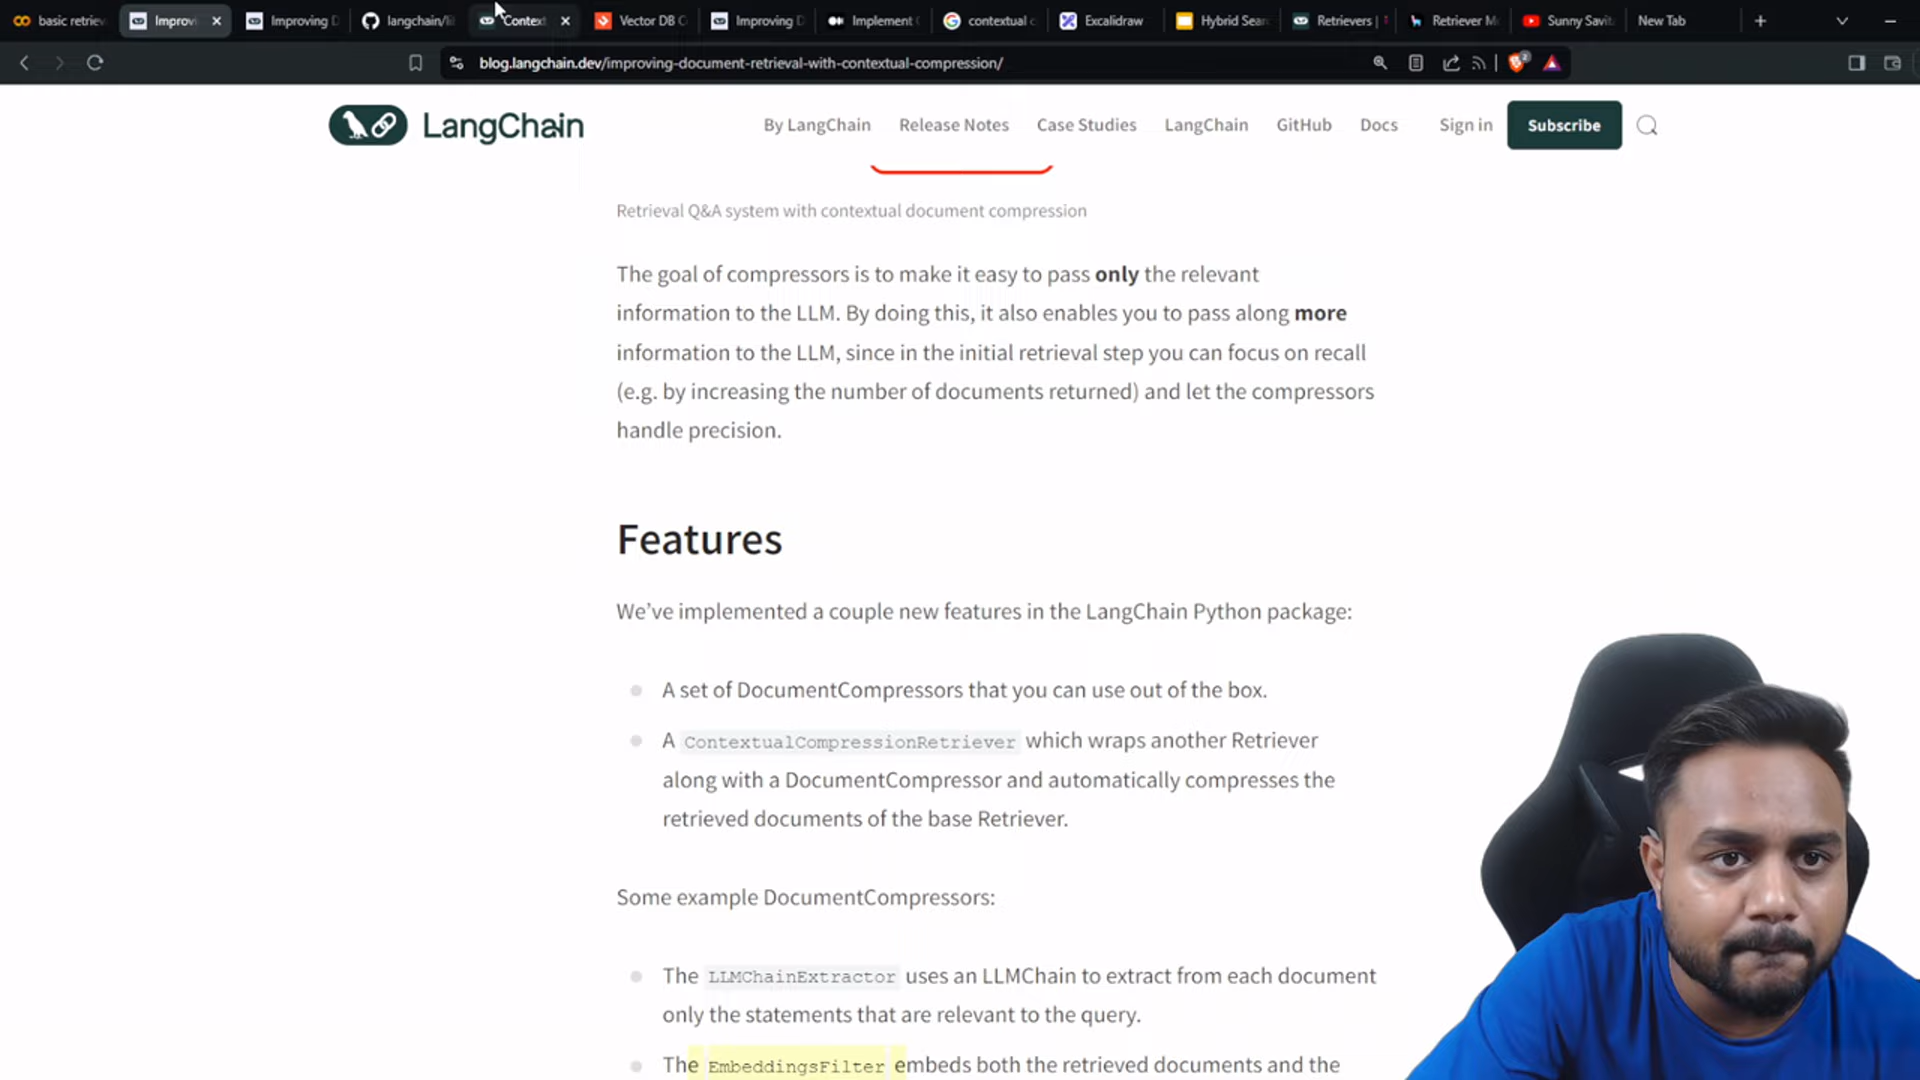 basic retriev
Improvi
Improving D
langchain/li
Context
Vector DB
Improving D
Implement
contextual c
Excalidraw
Hybrid Sear
Retrievers |
Retriever M
Sunny Savit
New Tab
blog.langchain.dev/improving-document-retrieval-with-contextual-compression/
LangChain
By LangChain
Release Notes
Case Studies
LangChain
GitHub
Docs
Sign in
Subscribe
Retrieval Q&A system with contextual document compression
The goal of compressors is to make it easy to pass only the relevant
information to the LLM. By doing this, it also enables you to pass along more
information to the LLM, since in the initial retrieval step you can focus on recall
(e.g. by increasing the number of documents returned) and let the compressors
handle precision.
Features
We've implemented a couple new features in the LangChain Python package:
A set of DocumentCompressors that you can use out of the box.
A ContextualCompressionRetriever which wraps another Retriever
along with a DocumentCompressor and automatically compresses the
retrieved documents of the base Retriever.
Some example DocumentCompressors:
The LLMChainExtractor uses an LLMChain to extract from each document
only the statements that are relevant to the query.
The EmbeddingsFilter embeds both the retrieved documents and the